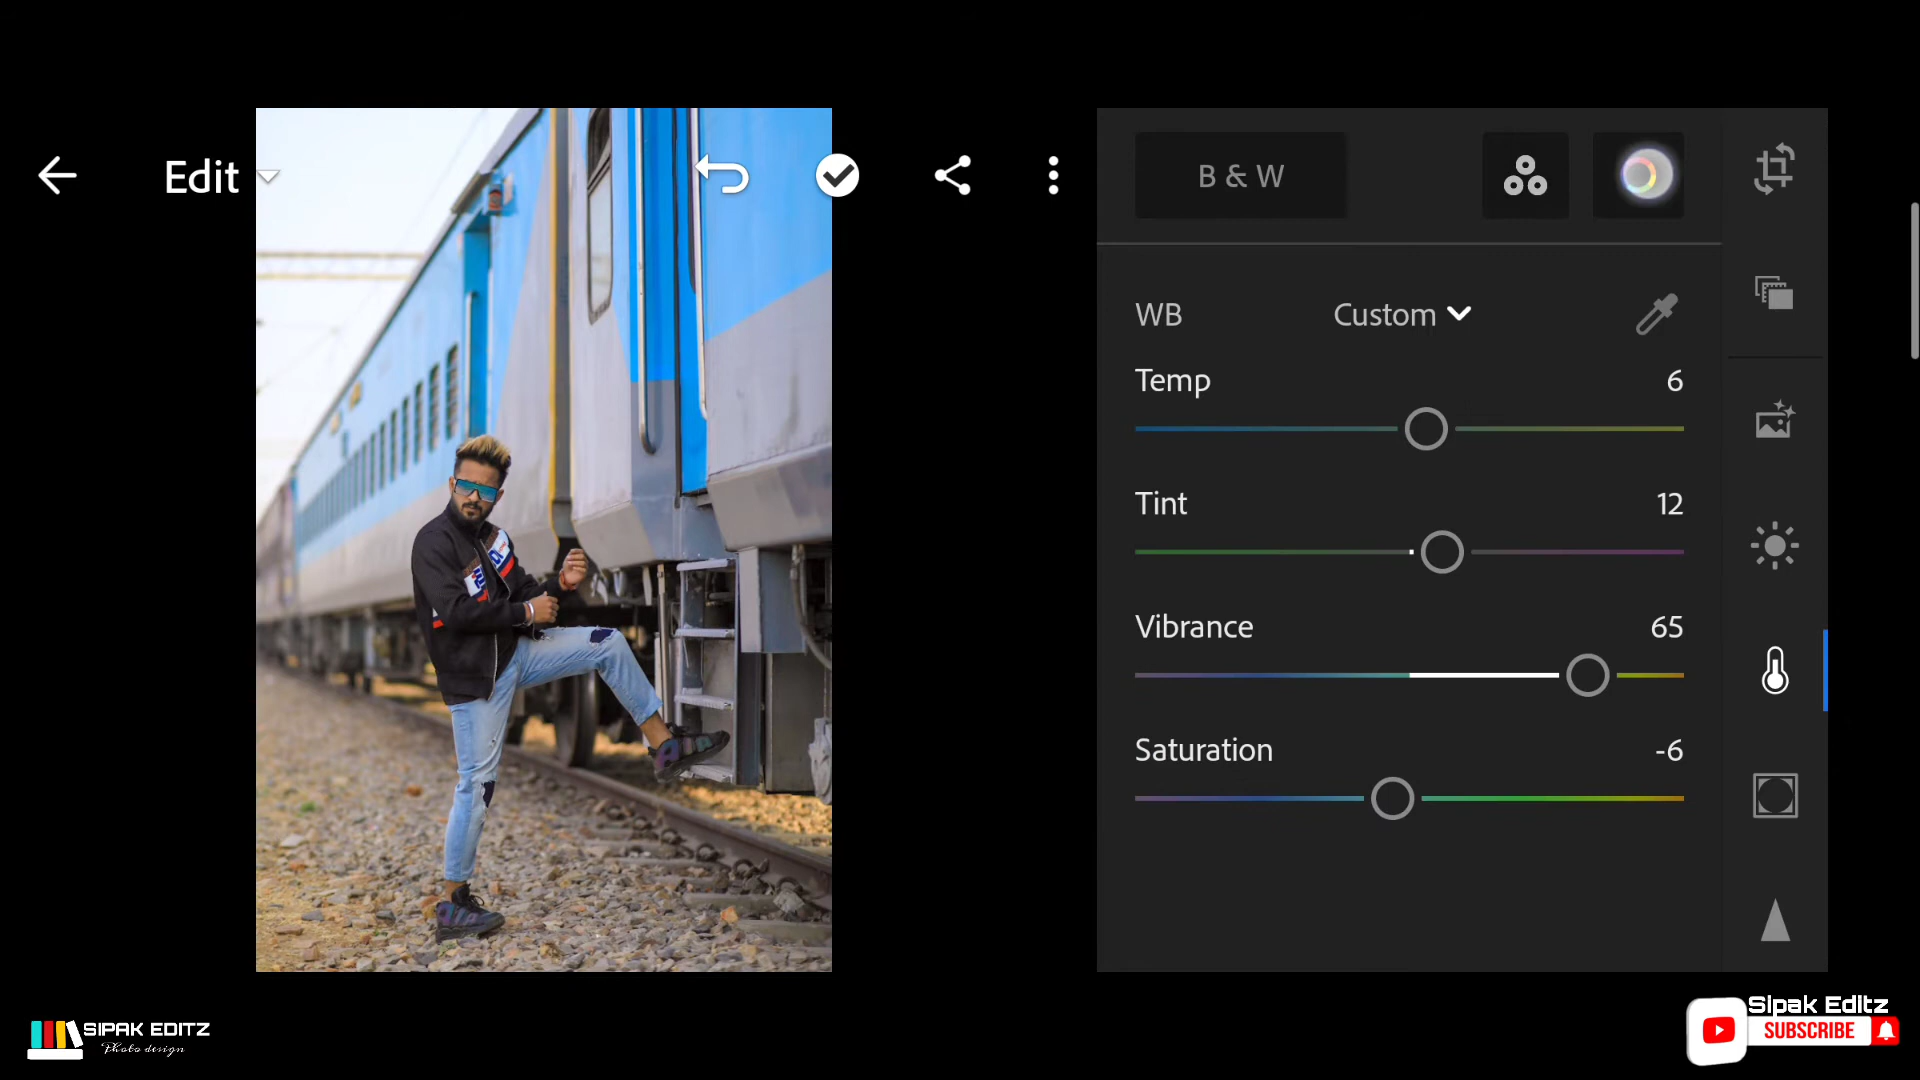 Edit
B & W
WB
Custom
Temp
6
Tint
12
Vibrance
65
Saturation
-6
SIPAK EDITZ
Photo design
Sipak Editz
SUBSCRIBE